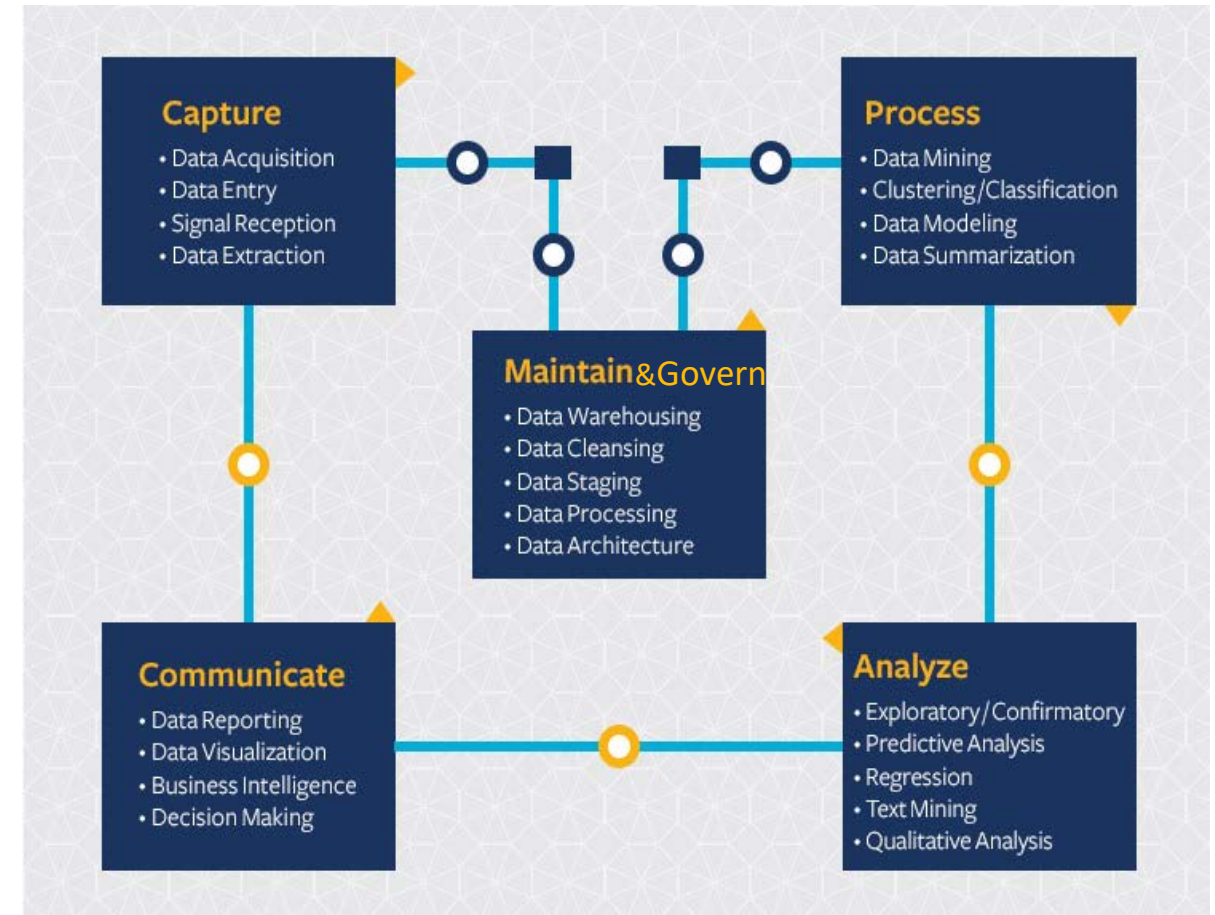 Capture
• Data Acquisition
• Data Entry
• Signal Reception
• Data Extraction
Process
• Data Mining
• Clustering/Classification
• Data Modeling
• Data Summarization
Maintain &Govern
• Data Warehousing
• Data Cleansing
• Data Staging
• Data Processing
• Data Architecture
Communicate
• Data Reporting
• Data Visualization
• Business Intelligence
• Decision Making
Analyze
• Exploratory/Confirmatory
• Predictive Analysis
• Regression
• Text Mining
• Qualitative Analysis